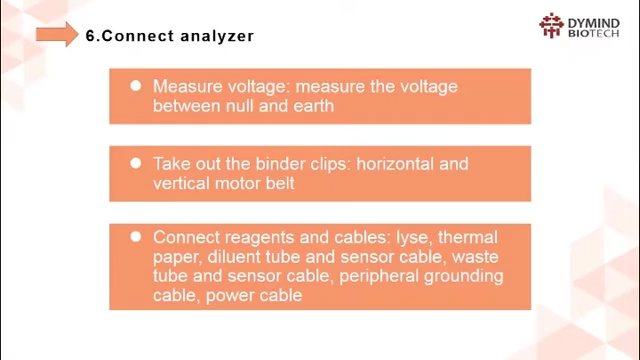 6.Connect analyzer
DYMIND
BIOTECH
Measure voltage: measure the voltage
between null and earth
Take out the binder clips: horizontal and
vertical motor belt
Connect reagents and cables: lyse, thermal
paper, diluent tube and sensor cable, waste
tube and sensor cable, peripheral grounding
cable, power cable